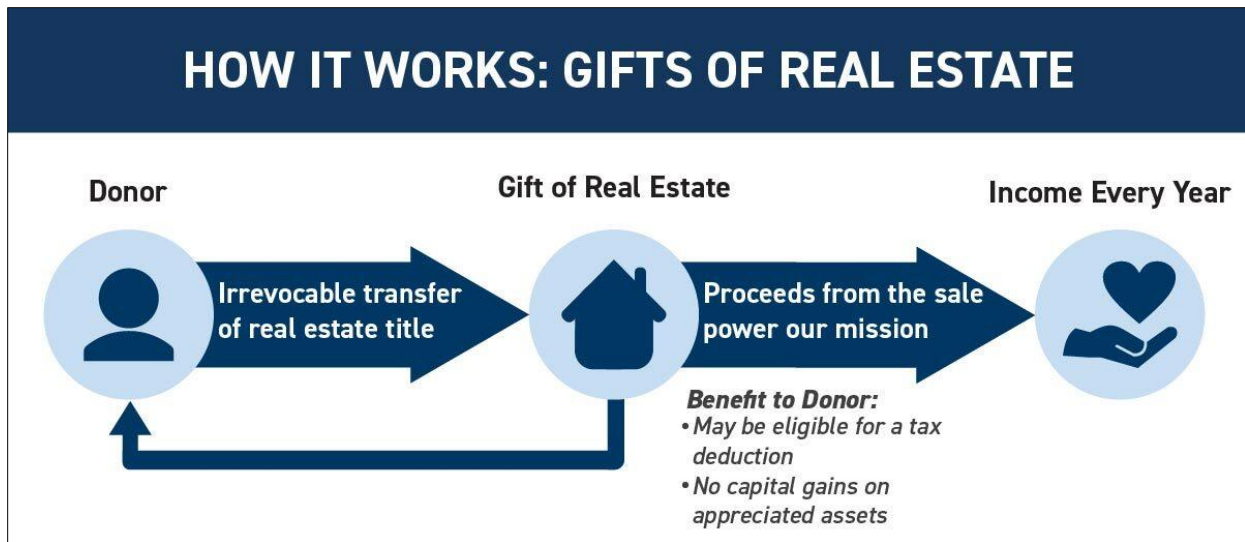 HOW IT WORKS: GIFTS OF REAL ESTATE
Donor
Gift of Real Estate
Income Every Year
Irrevocable transfer
of real estate title
Proceeds from the sale
power our mission
Benefit to Donor:
• May be eligible for a tax
deduction
• No capital gains on
appreciated assets